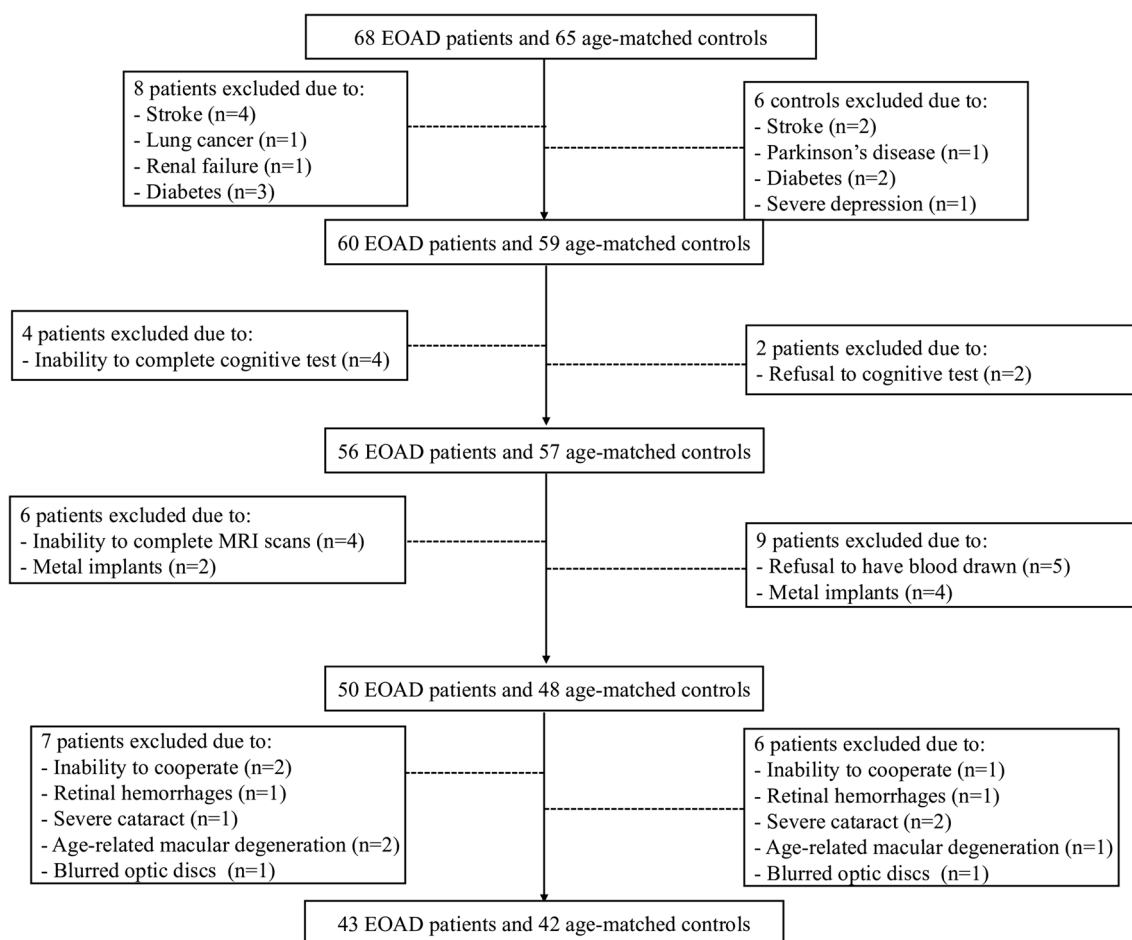 68 EOAD patients and 65 age-matched controls
8 patients excluded due to:
- Stroke (n=4)
- Lung cancer (n=1)
- Renal failure (n=1)
- Diabetes (n=3)
6 controls excluded due to:
- Stroke (n=2)
- Parkinson’s disease (n=1)
- Diabetes (n=2)
- Severe depression (n=1)
60 EOAD patients and 59 age-matched controls
4 patients excluded due to:
- Inability to complete cognitive test (n=4)
2 patients excluded due to:
- Refusal to cognitive test (n=2)
56 EOAD patients and 57 age-matched controls
6 patients excluded due to:
- Inability to complete MRI scans (n=4)
- Metal implants (n=2)
9 patients excluded due to:
- Refusal to have blood drawn (n=5)
- Metal implants (n=4)
50 EOAD patients and 48 age-matched controls
7 patients excluded due to:
- Inability to cooperate (n=2)
- Retinal hemorrhages (n=1)
- Severe cataract (n=1)
- Age-related macular degeneration (n=2)
- Blurred optic discs (n=1)
6 patients excluded due to:
- Inability to cooperate (n=1)
- Retinal hemorrhages (n=1)
- Severe cataract (n=2)
- Age-related macular degeneration (n=1)
- Blurred optic discs (n=1)
43 EOAD patients and 42 age-matched controls